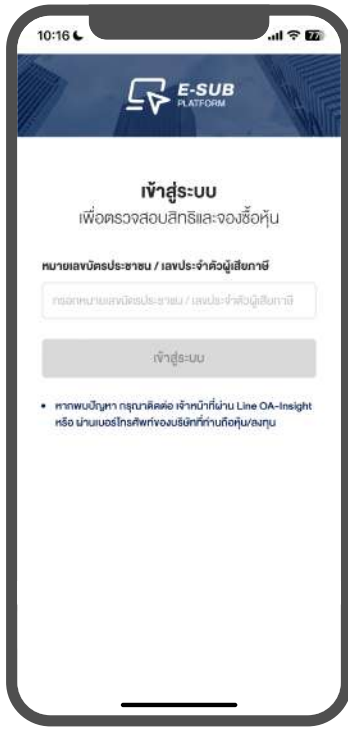 10:16
77
E-SUB
PLATFORM
เข้าสู่ระบบ
เพื่อตรวจสอบสิทธิและจองซื้อหุ้น
หมายเลขบัตรประชาชน / เลขประจำตัวผู้เสียภาษี
กรอกหมายเลขบัตรประชาชน / เลขประจำตัวผู้เสียภาษี
เข้าสู่ระบบ
• หากพบปัญหา กรุณาติดต่อ เจ้าหน้าที่ผ่าน Line OA-Insight
หรือ ผ่านเบอร์โทรศัพท์ของบริษัทที่ท่านถือหุ้น/ลงทุน